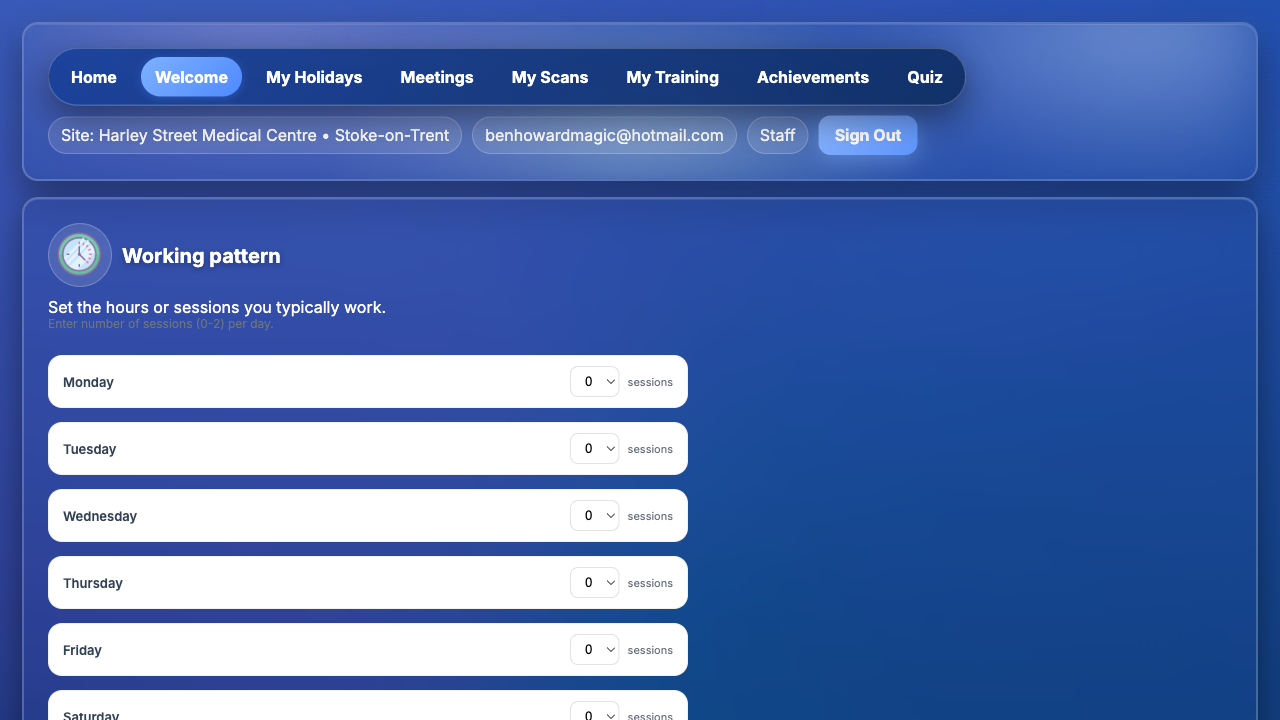 Home Welcome My Holidays Meetings My Scans My Training Achievements Quiz
Site: Harley Street Medical Centre • Stoke-on-Trent benhowardmagic@hotmail.com Staff Sign Out
Working pattern
Set the hours or sessions you typically work.
Enter number of sessions (0-2) per day.
Monday 0 sessions
Tuesday 0 sessions
Wednesday 0 sessions
Thursday 0 sessions
Friday 0 sessions
Saturday 0 sessions